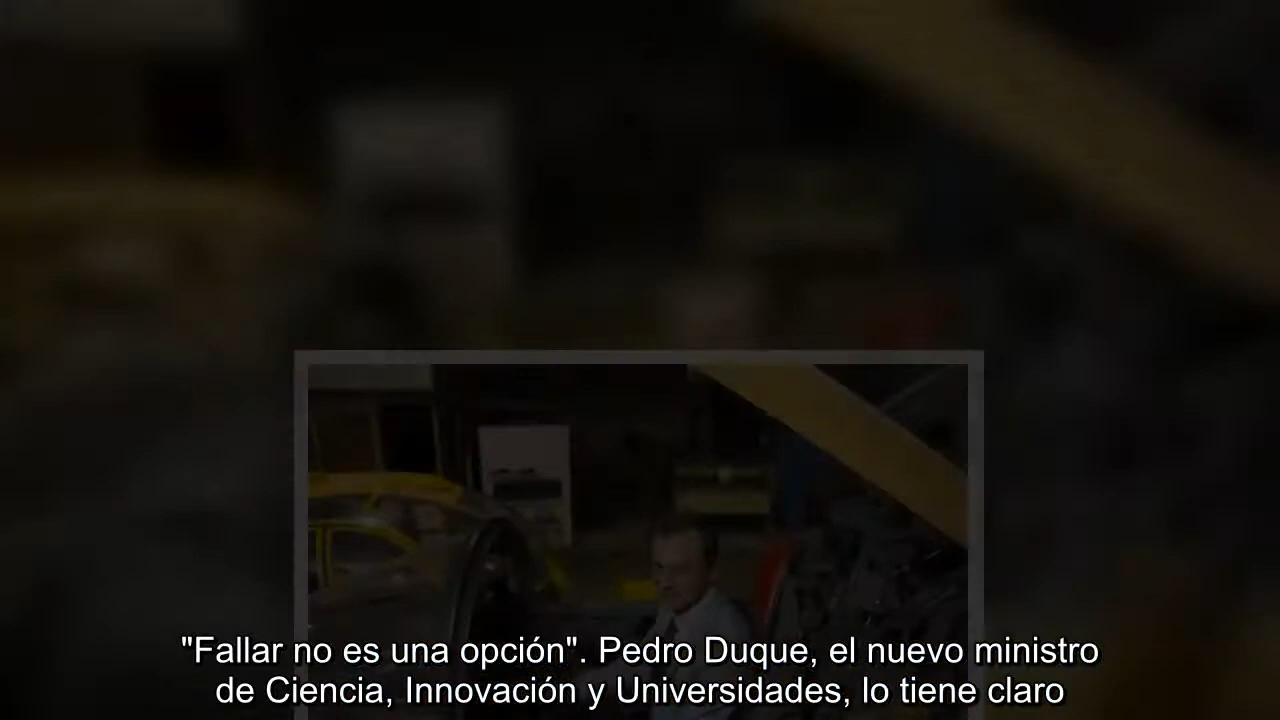 "Fallar no es una opción". Pedro Duque, el nuevo ministro
de Ciencia, Innovación y Universidades, lo tiene claro